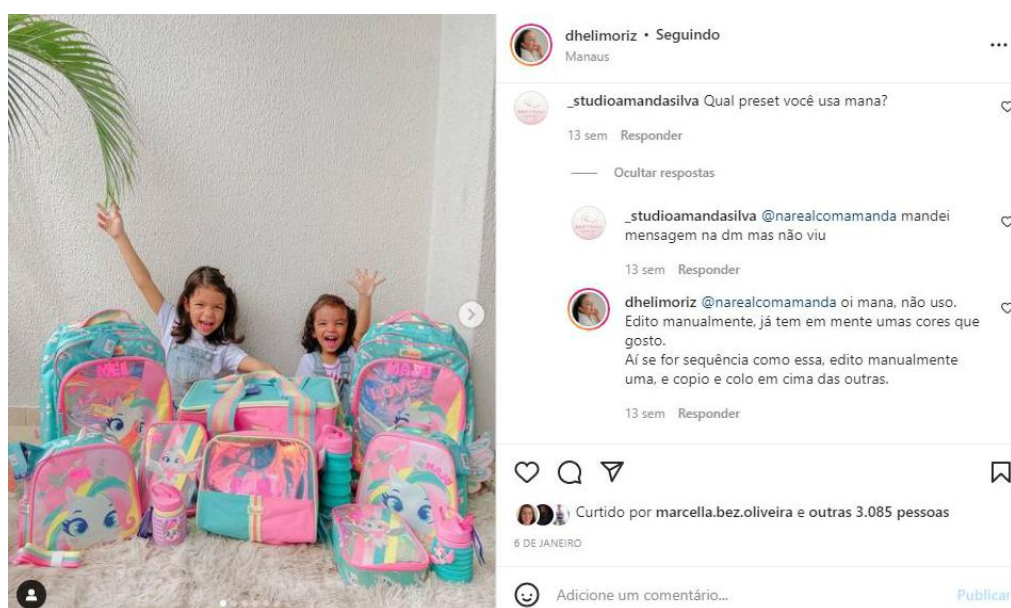 dhelimoriz • Seguindo
Manaus
_studioamandasilva Qual preset você usa mana?
13 sem Responder
Ocultar respostas
_studioamandasilva @narealcomamanda mandei
mensagem na dm mas não viu
13 sem Responder
dhelimoriz @narealcomamanda oi mana, não uso.
Edito manualmente, já tem em mente umas cores que
gosto.
Aí se for sequência como essa, edito manualmente
uma, e copio e colo em cima das outras.
13 sem Responder
MEL
MAJU
LOVE
MAJU
Curtido por marcella.bez.oliveira e outras 3.085 pessoas
6 DE JANEIRO
Adicione um comentário...
Publicar